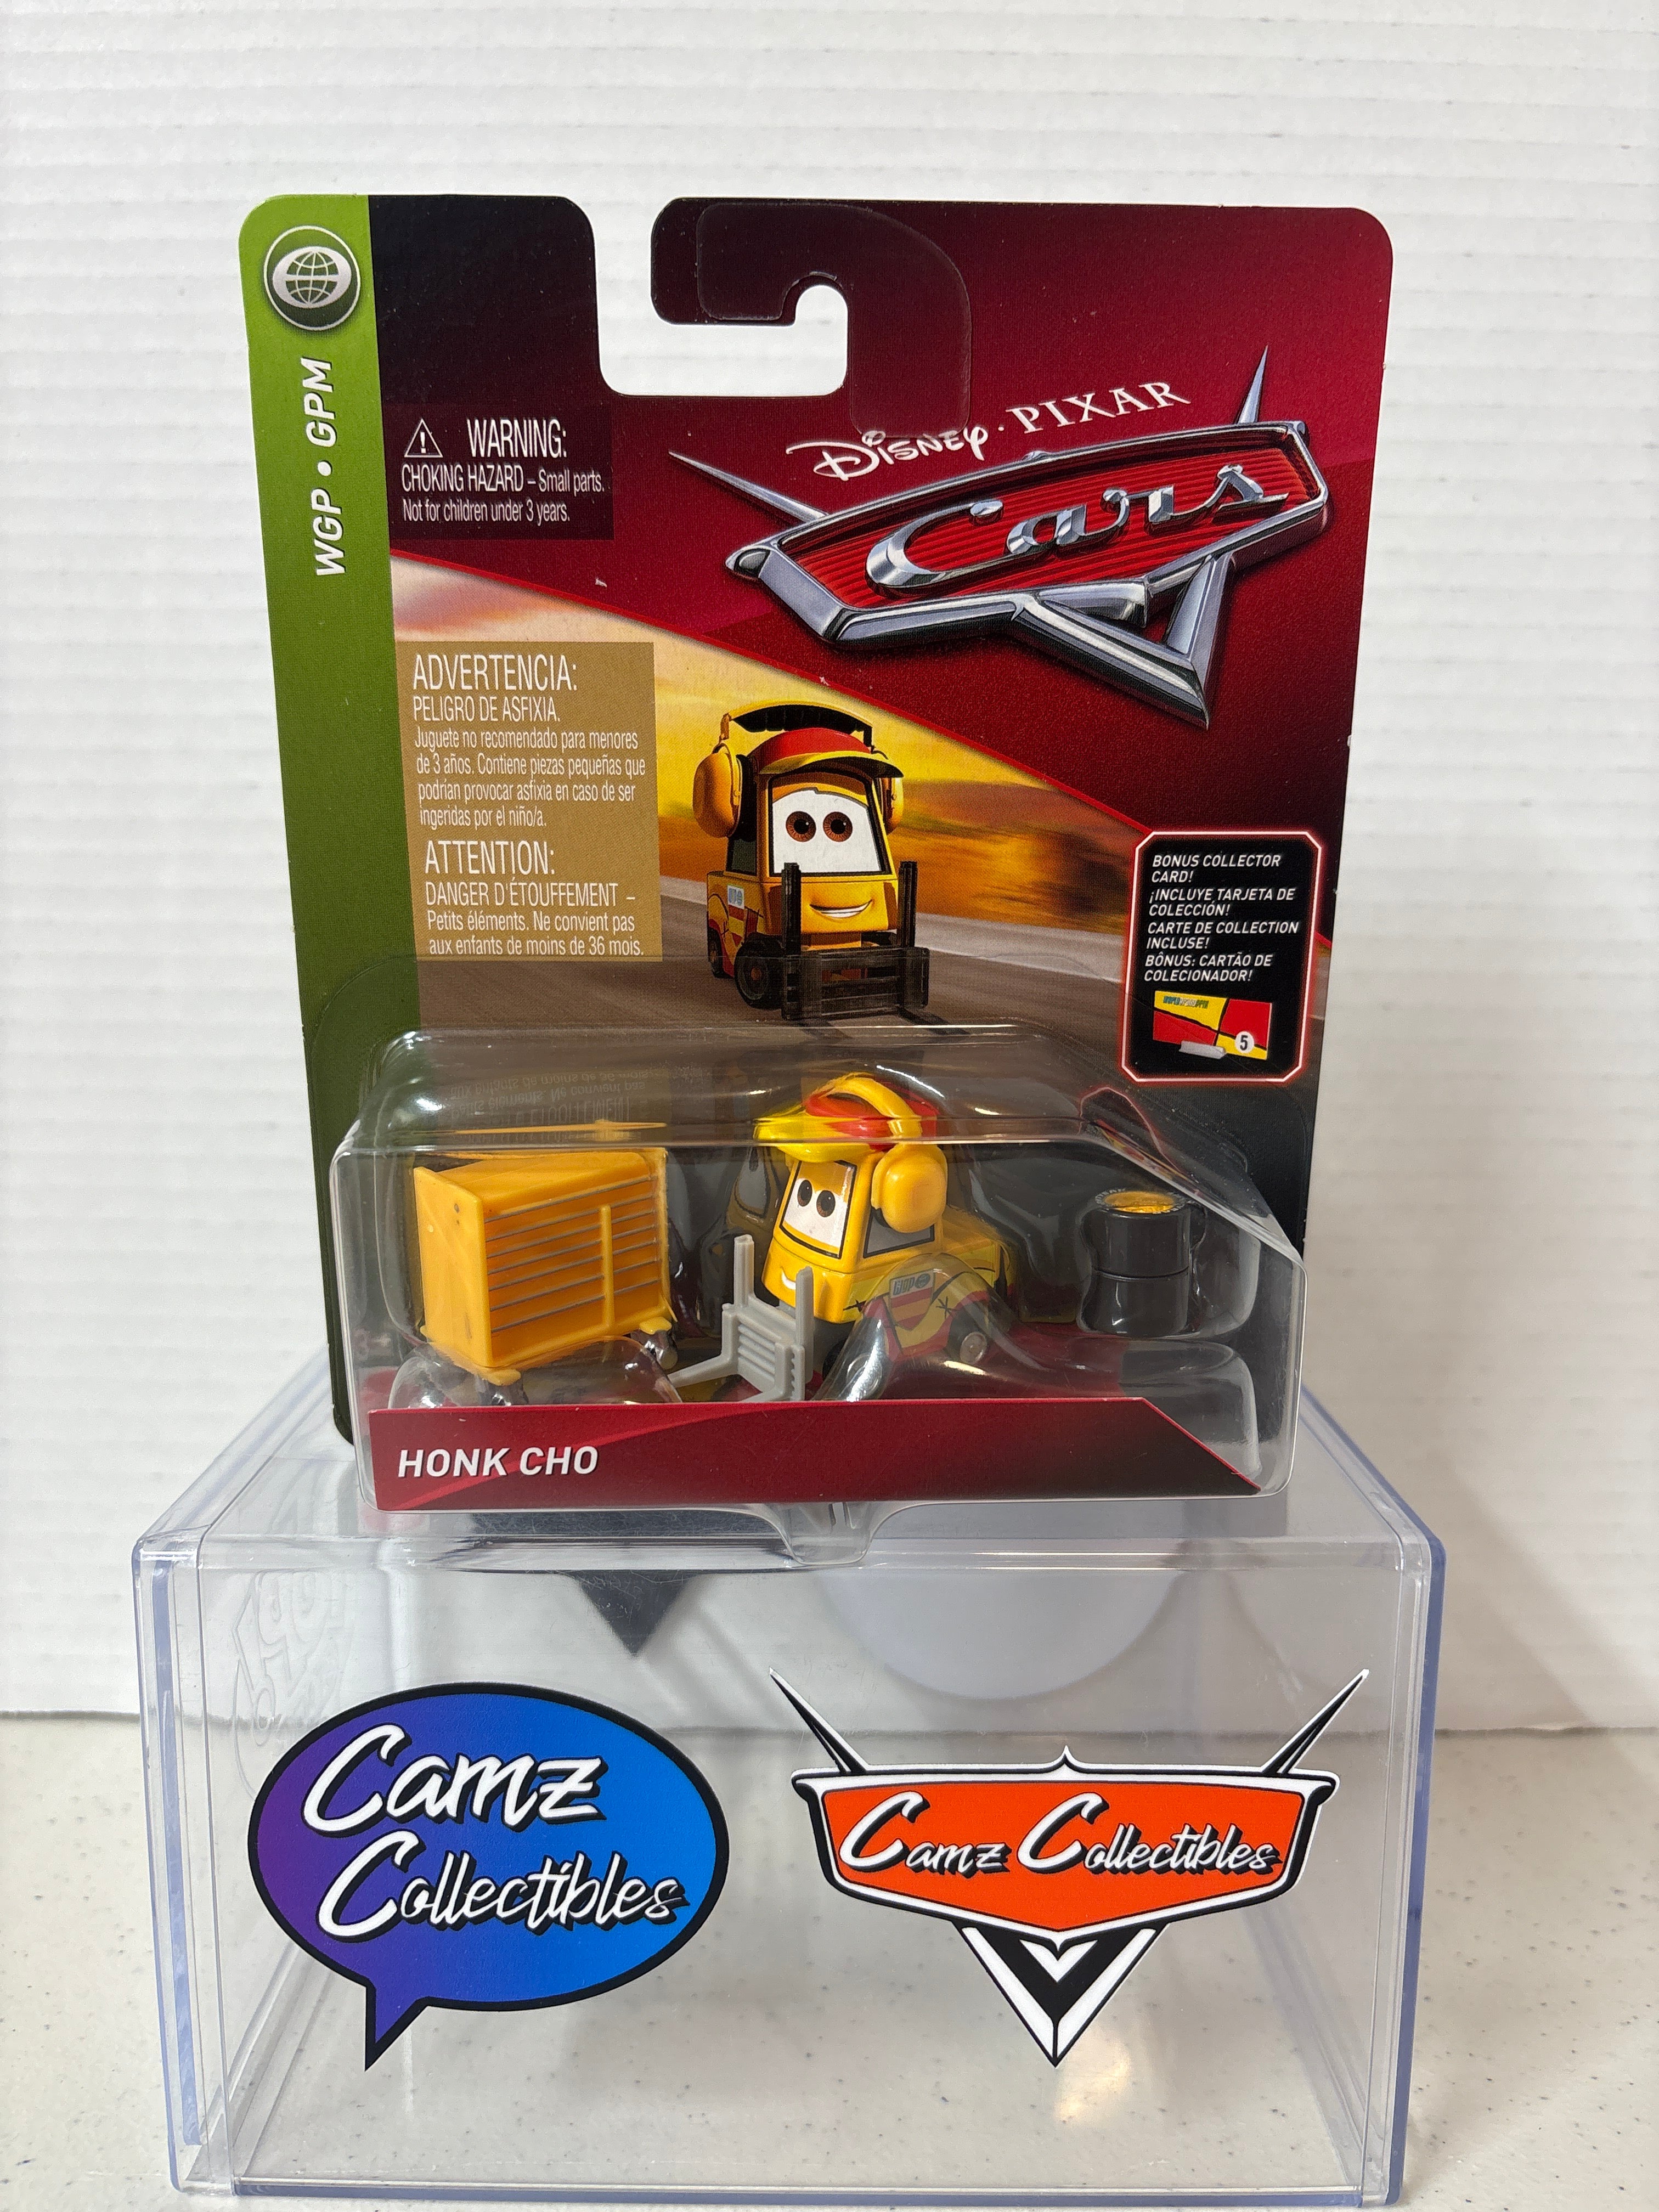 WGP • GPM
WARNING:
CHOKING HAZARD – Small parts.
Not for children under 3 years.
DISNEY · PIXAR
Cars
ADVERTENCIA:
PELIGRO DE ASFIXIA.
Juguete no recomendado para menores
de 3 años. Contiene piezas pequeñas que
podrían provocar asfixia en caso de ser
ingeridas por el niño/a.
ATTENTION:
DANGER D'ÉTOUFFEMENT –
Petits éléments. Ne convient pas
aux enfants de moins de 36 mois.
BONUS COLLECTOR
CARD!
¡INCLUYE TARJETA DE
COLECCIÓN!
CARTE DE COLLECTION
INCLUSE!
BÔNUS: CARTÃO DE
COLECIONADOR!
5
HONK CHO
Camz
Collectibles
Camz Collectibles